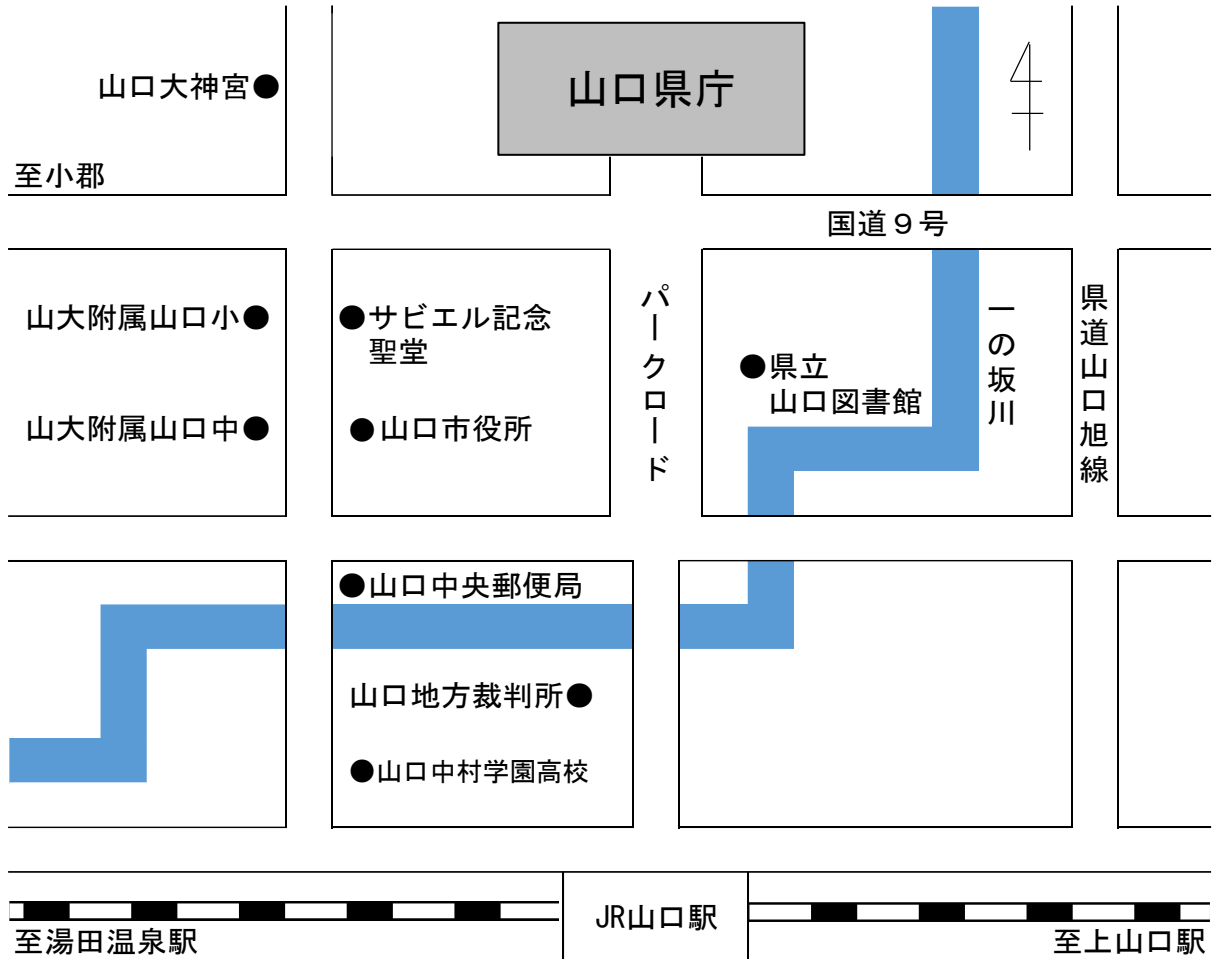 山口県庁
山口大神宮
至小郡
国道９号
山大附属山口小
サビエル記念
聖堂
パークロード
県立
山口図書館
一の坂川
県道山口旭線
山大附属山口中
山口市役所
山口中央郵便局
山口地方裁判所
山口中村学園高校
JR山口駅
至湯田温泉駅
至上山口駅